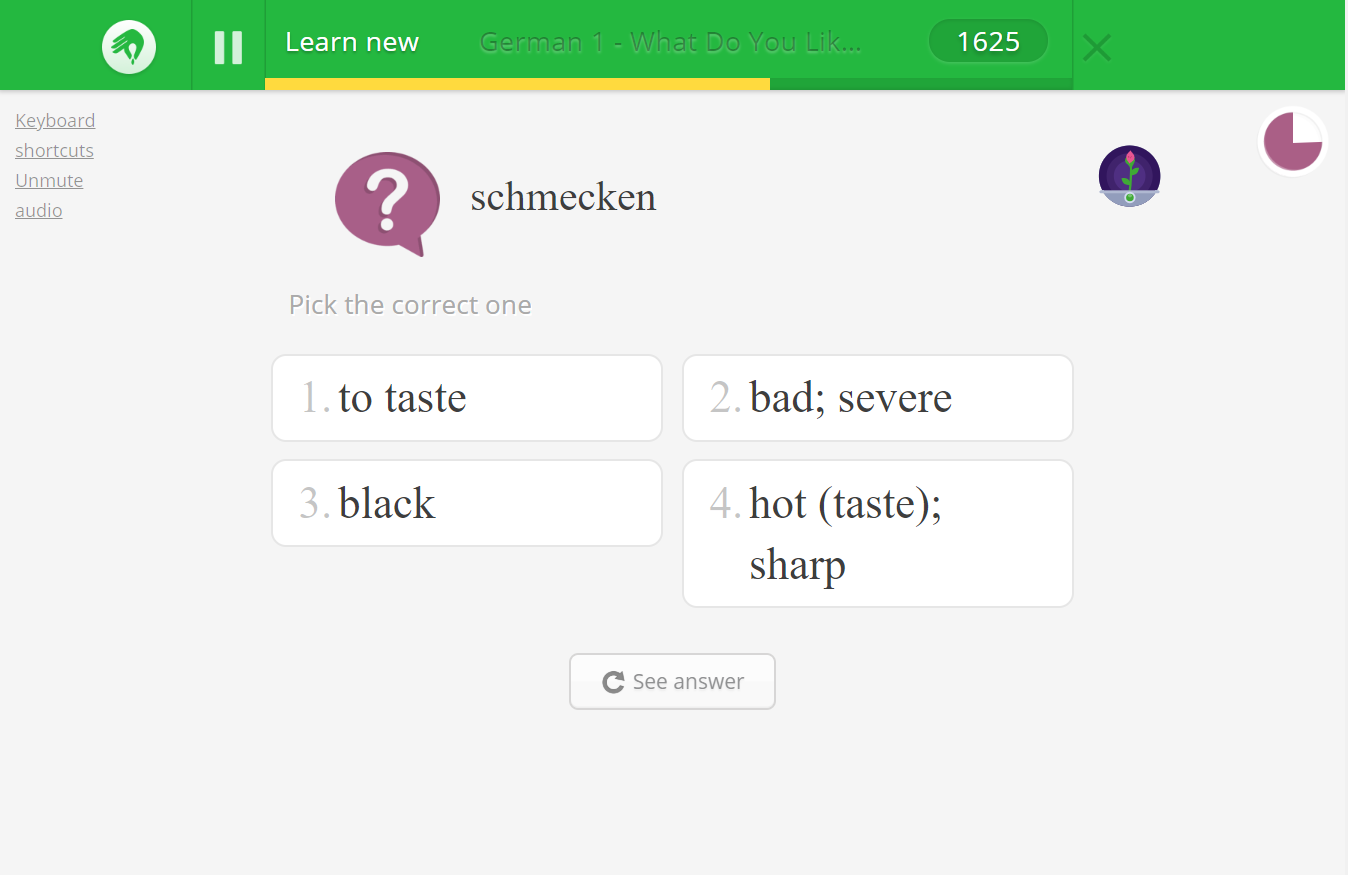 Learn new
German 1 - What Do You Lik...
1625
Keyboard
shortcuts
Unmute
audio
?
schmecken
Pick the correct one
1. to taste
2. bad; severe
3. black
4. hot (taste);
sharp
See answer